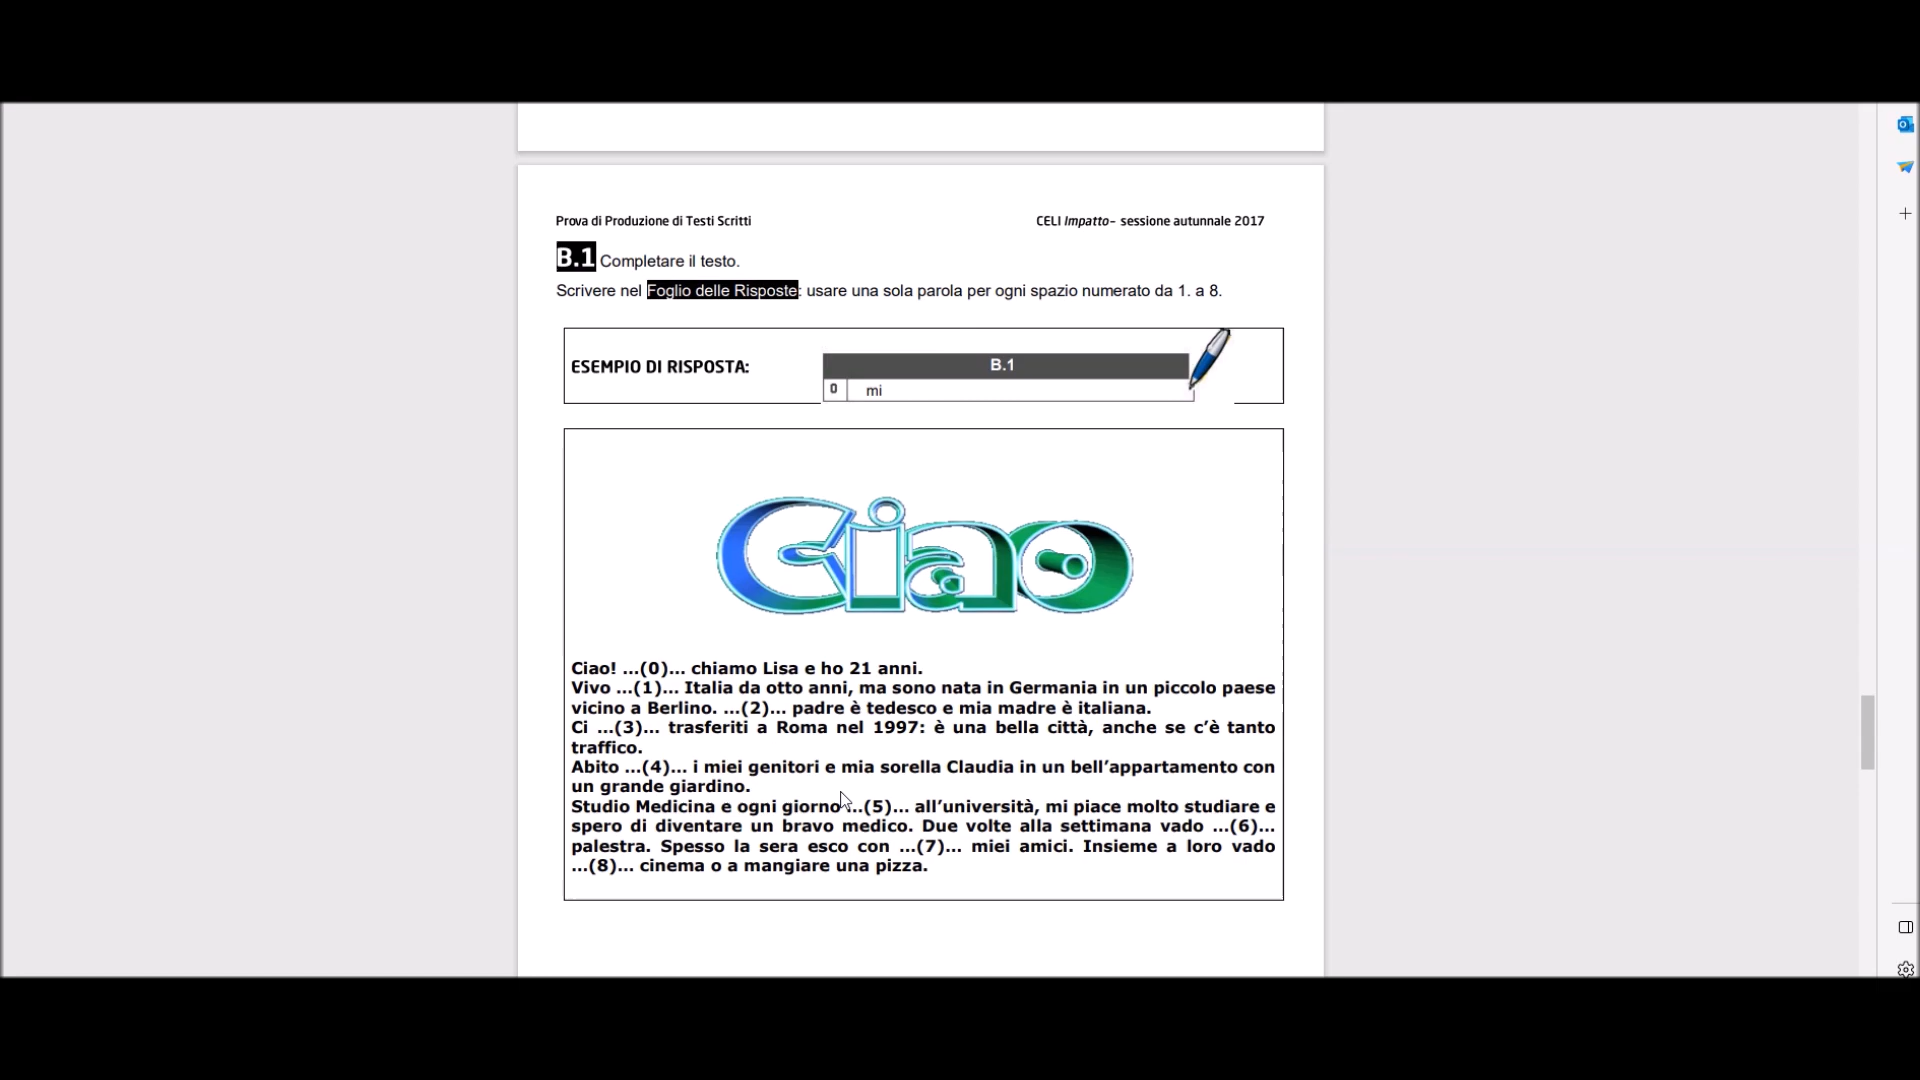 Prova di Produzione di Testi Scritti
CELI Impatto– sessione autunnale 2017
B.1 Completare il testo.
Scrivere nel Foglio delle Risposte: usare una sola parola per ogni spazio numerato da 1. a 8.
ESEMPIO DI RISPOSTA:
B.1
0 mi
Ciao
Ciao! ...(0)... chiamo Lisa e ho 21 anni.
Vivo ...(1)... Italia da otto anni, ma sono nata in Germania in un piccolo paese
vicino a Berlino. ...(2)... padre è tedesco e mia madre è italiana.
Ci ...(3)... trasferiti a Roma nel 1997: è una bella città, anche se c’è tanto
traffico.
Abito ...(4)... i miei genitori e mia sorella Claudia in un bell’appartamento con
un grande giardino.
Studio Medicina e ogni giorno ...(5)... all’università, mi piace molto studiare e
spero di diventare un bravo medico. Due volte alla settimana vado ...(6)...
palestra. Spesso la sera esco con ...(7)... miei amici. Insieme a loro vado
...(8)... cinema o a mangiare una pizza.